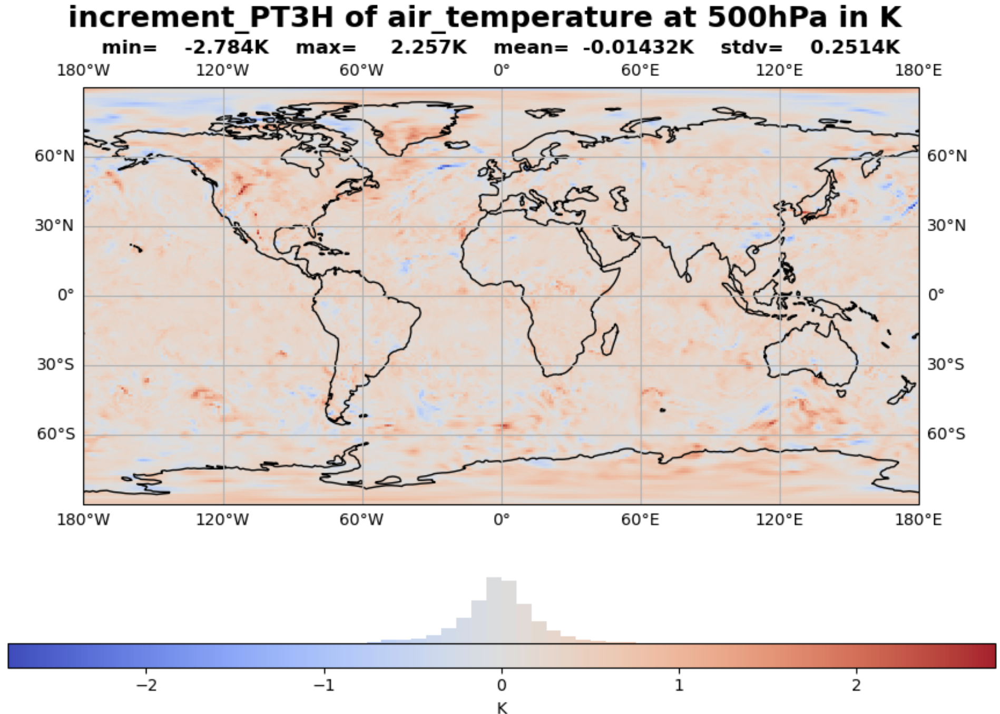 increment_PT3H of air_temperature at 500hPa in K
min= -2.784K max= 2.257K mean= -0.01432K stdv= 0.2514K
180°W 120°W 60°W 0° 60°E 120°E 180°E
60°N 60°N
30°N 30°N
0° 0°
30°S 30°S
60°S 60°S
180°W 120°W 60°W 0° 60°E 120°E 180°E
−2 −1 0 1 2
K